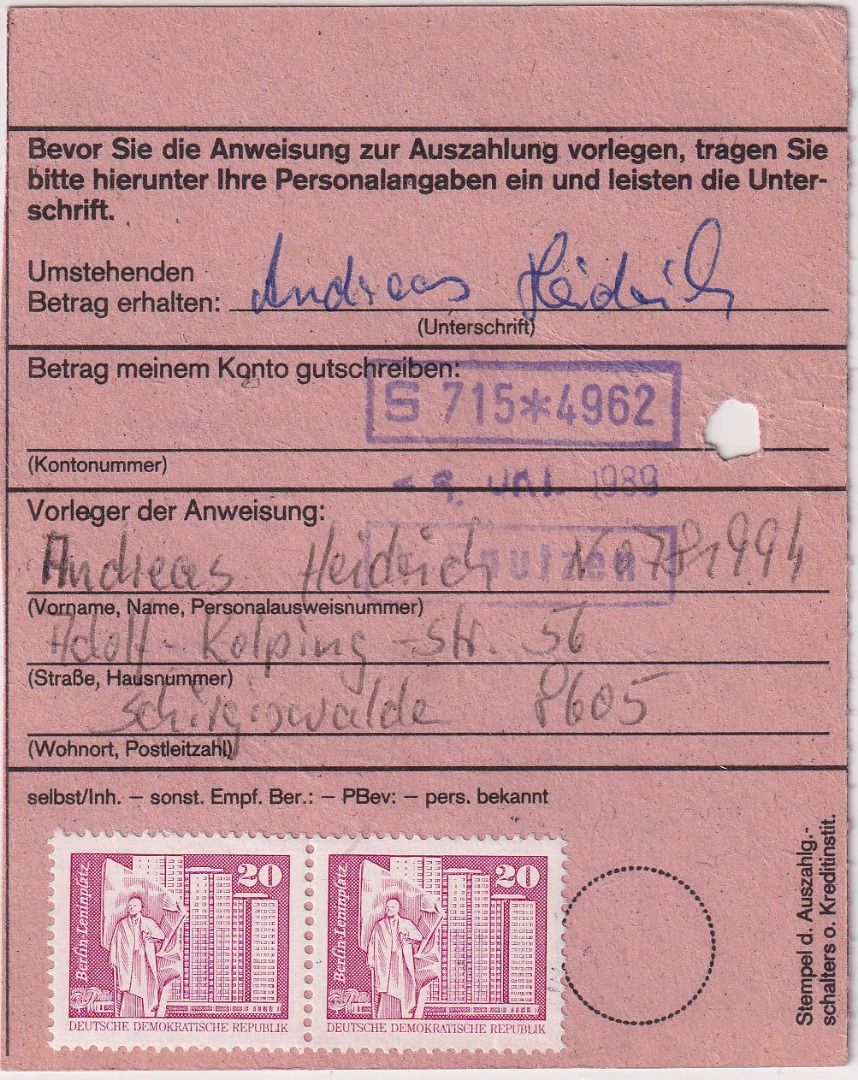 Bevor Sie die Anweisung zur Auszahlung vorlegen, tragen Sie
bitte hierunter Ihre Personalangaben ein und leisten die Unter-
schrift.
Umstehenden
Betrag erhalten: Andreas Heidrich
(Unterschrift)
Betrag meinem Konto gutschreiben:
S 715*4962
(Kontonummer)
1989
Vorleger der Anweisung:
Andreas Heidrich N 0781994
(Vorname, Name, Personalausweisnummer)
Adolf-Kolping-Str. 56
(Straße, Hausnummer)
Schirgiswalde 8605
(Wohnort, Postleitzahl)
selbst/Inh. — sonst. Empf. Ber.: — PBev: — pers. bekannt
Berlin-Leninplatz
20
DEUTSCHE DEMOKRATISCHE REPUBLIK
Berlin-Leninplatz
20
DEUTSCHE DEMOKRATISCHE REPUBLIK
Stempel d. Auszahlg.-
schalters o. Kreditinstit.